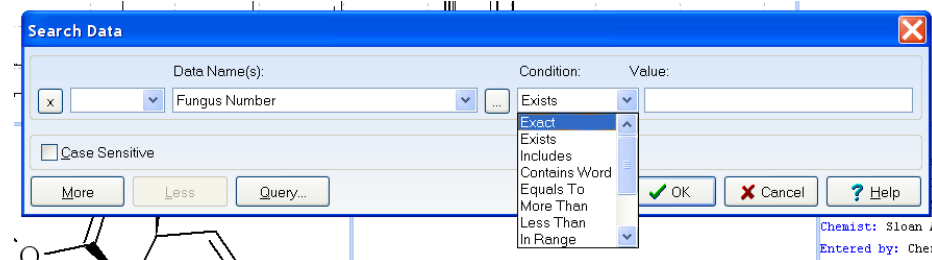 Search Data
Data Name(s): Condition: Value:
x Fungus Number ... Exists
Exact
Exists
Includes
Contains Word
Equals To
More Than
Less Than
In Range
Case Sensitive
More Less Query... OK Cancel ? Help
Chemist: Sloan
Entered by:
O